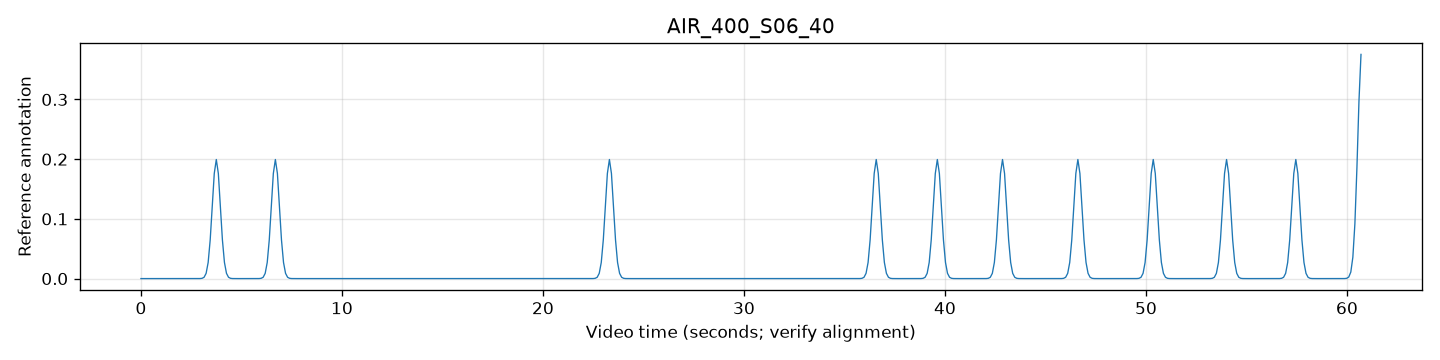 AIR_400_S06_40
Reference annotation
0.3
0.2
0.1
0.0
0 10 20 30 40 50 60
Video time (seconds; verify alignment)